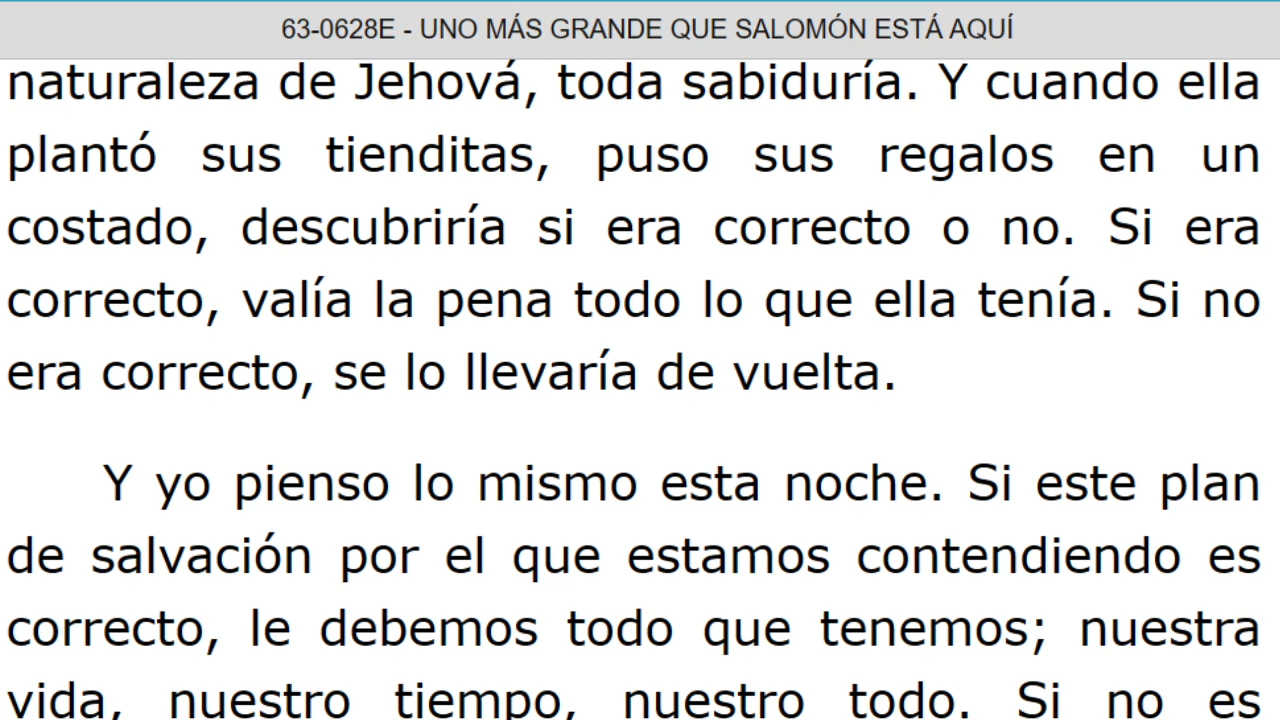 63-0628E - UNO MÁS GRANDE QUE SALOMÓN ESTÁ AQUÍ
naturaleza de Jehová, toda sabiduría. Y cuando ella
plantó sus tienditas, puso sus regalos en un
costado, descubriría si era correcto o no. Si era
correcto, valía la pena todo lo que ella tenía. Si no
era correcto, se lo llevaría de vuelta.
Y yo pienso lo mismo esta noche. Si este plan
de salvación por el que estamos contendiendo es
correcto, le debemos todo que tenemos; nuestra
vida, nuestro tiempo, nuestro todo. Si no es